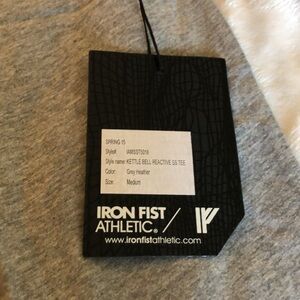 SPRING 15
Style#: IAMSST5018
Style name: KETTLE BELL REACTIVE SS TEE
Color: Grey Heather
Size: Medium
IRON FIST
ATHLETIC®
www.ironfistathletic.com